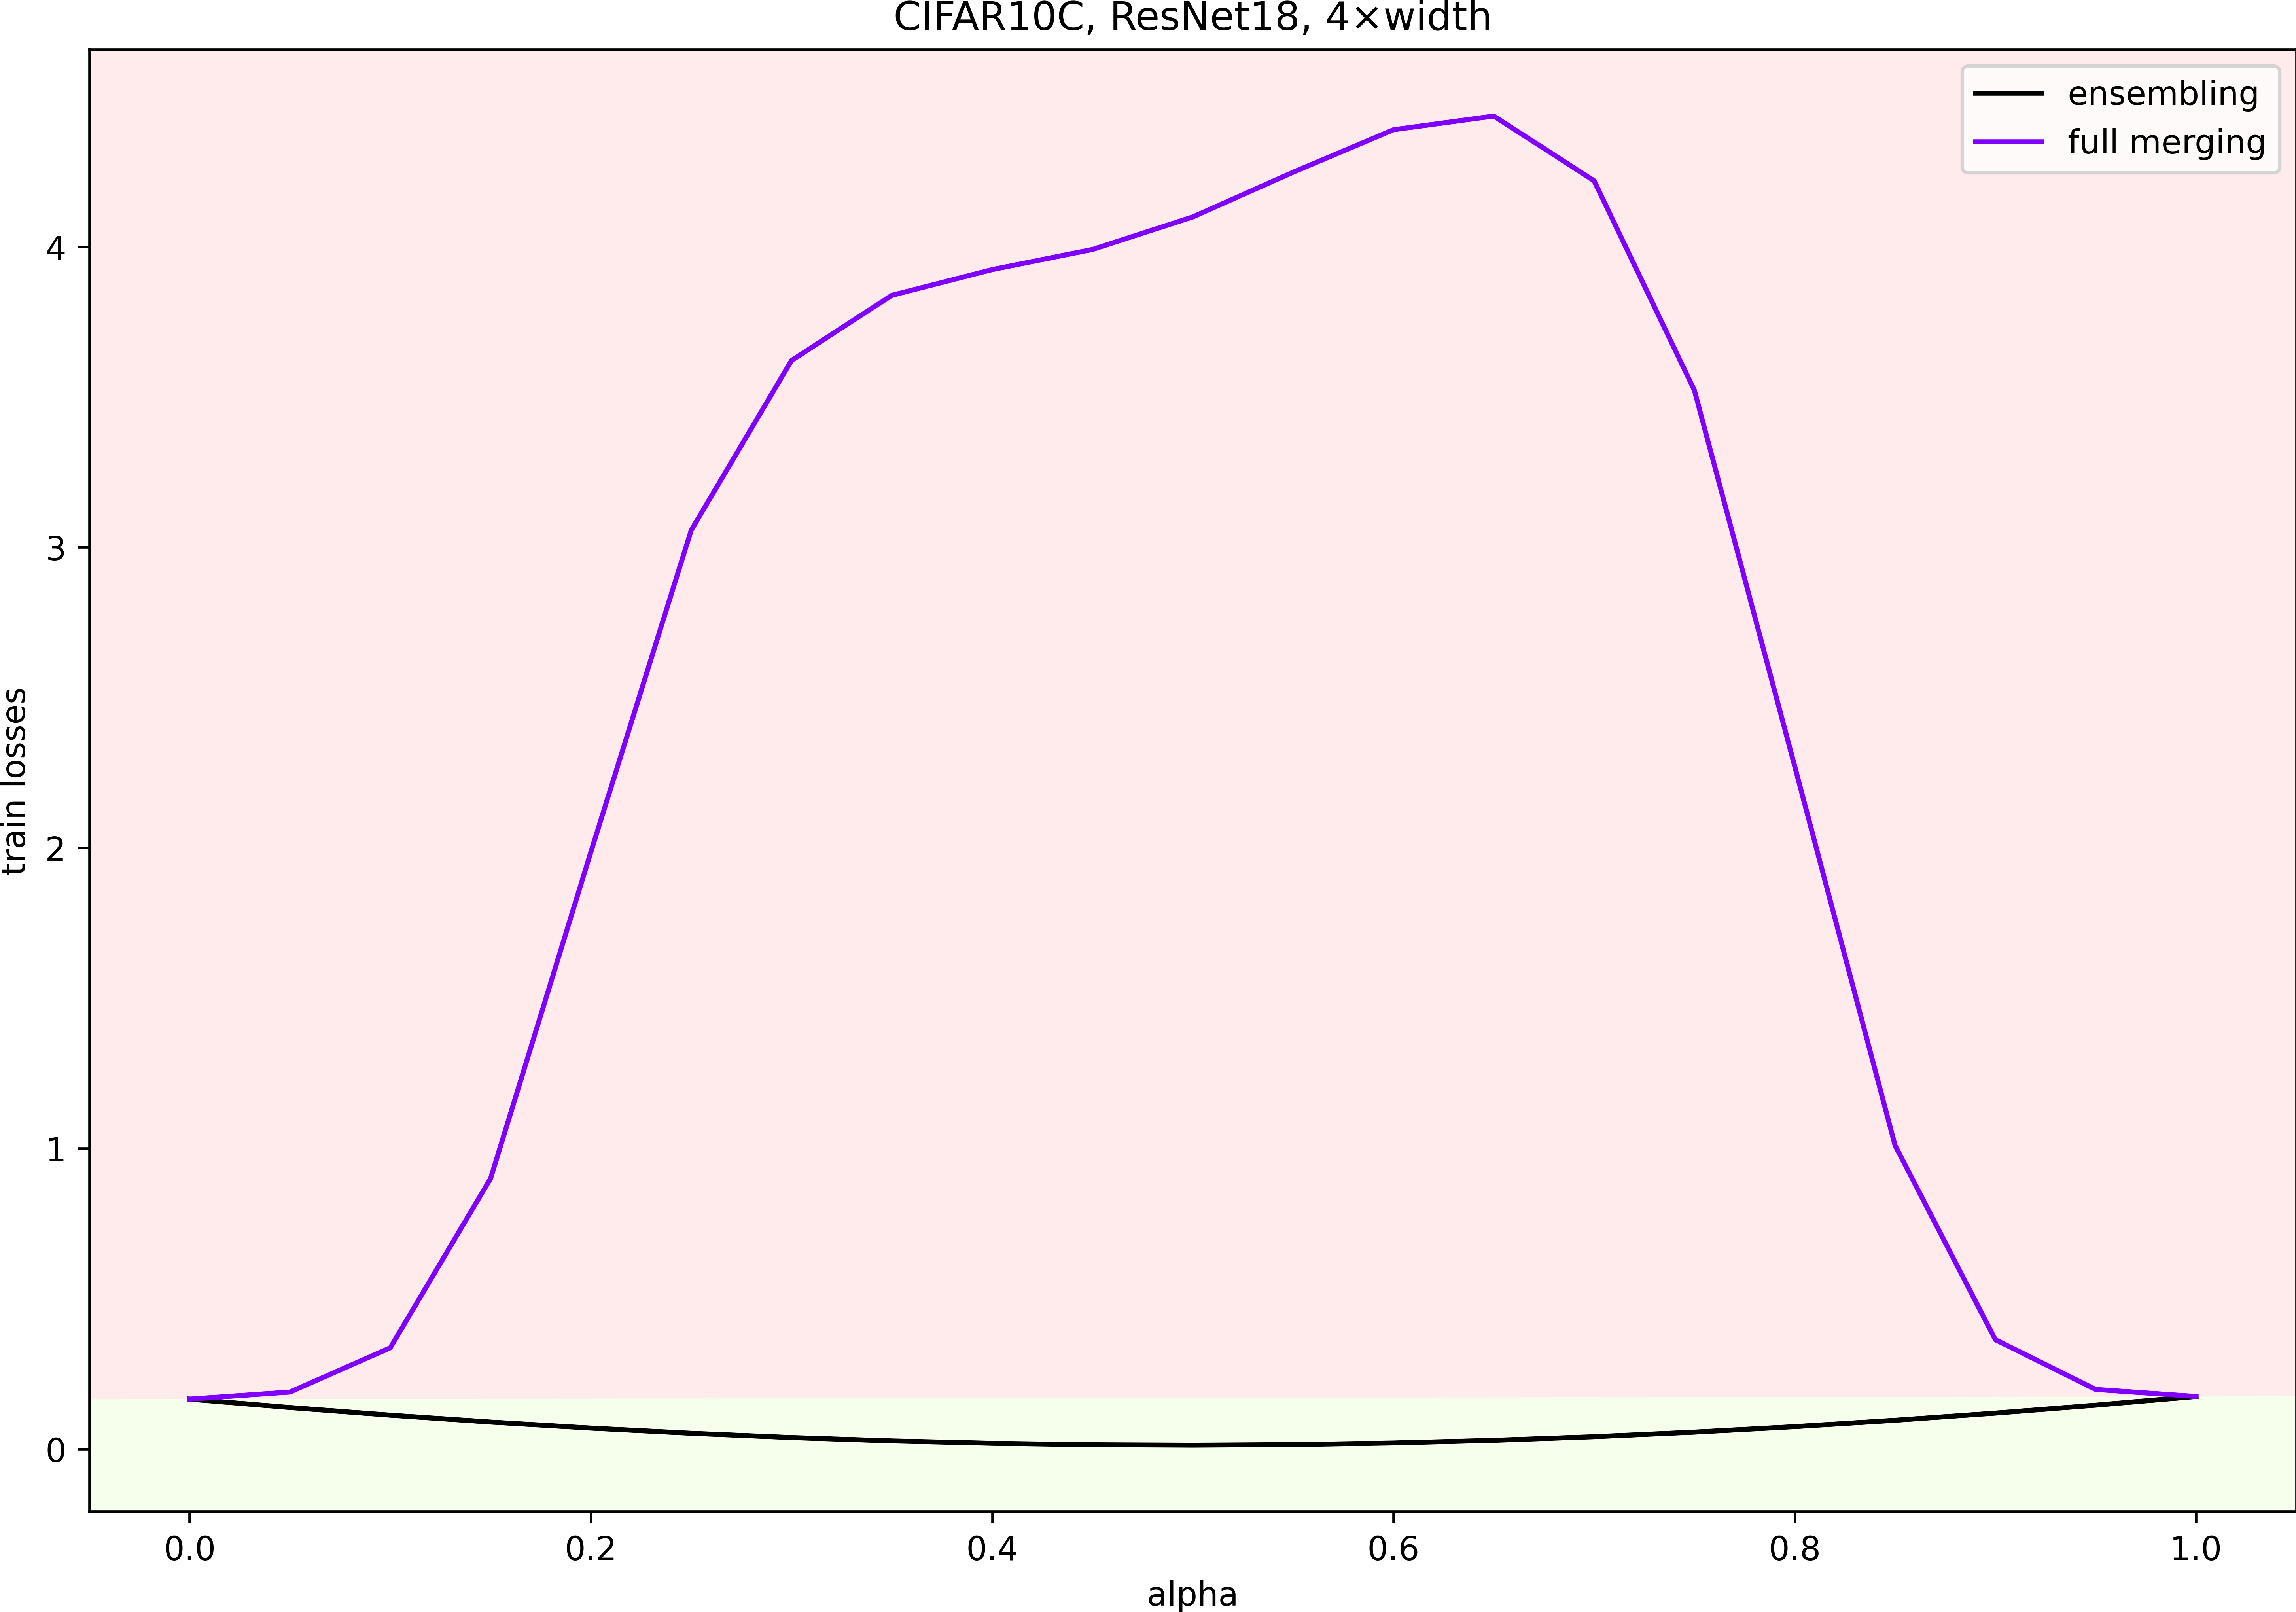 CIFAR10C, ResNet18, 4×width
ensembling
full merging
train losses
4
3
2
1
0
0.0 0.2 0.4 0.6 0.8 1.0
alpha